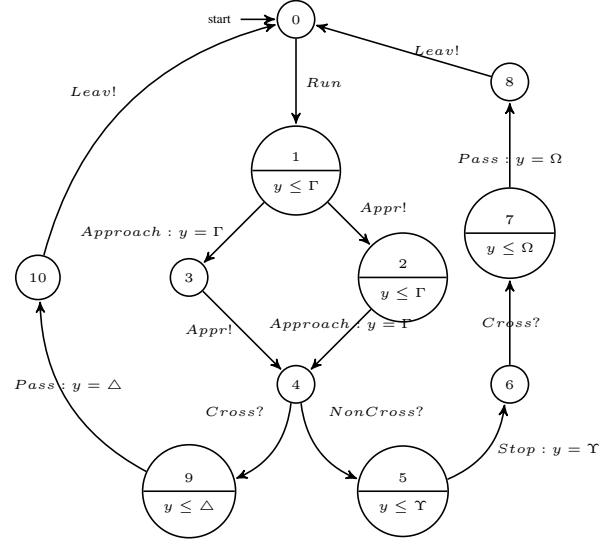 start
0
Leav!
8
Leav!
Run
Pass : y = Ω
1
y ≤ Γ
Appr!
7
y ≤ Ω
Approach : y = Γ
2
y ≤ Γ
10
3
Cross?
Appr!
Approach : y = Γ
Pass : y = △
4
6
Cross?
NonCross?
Stop : y = Υ
9
y ≤ △
5
y ≤ Υ